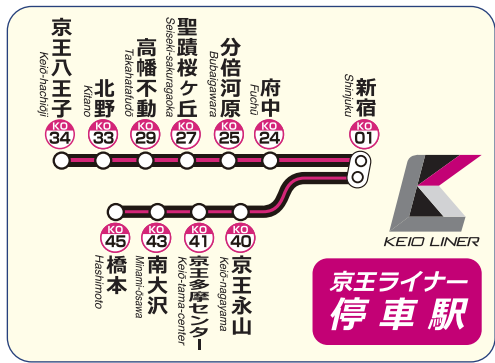 京王八王子
Keiō-hachiōji
KO
34
北野
Kitano
KO
33
高幡不動
Takahatafudō
KO
29
聖蹟桜ヶ丘
Seiseki-sakuragaoka
KO
27
分倍河原
Bubaigawara
KO
25
府中
Fuchū
KO
24
新宿
Shinjuku
KO
01
KO
45
橋本
Hashimoto
KO
43
南大沢
Minami-ōsawa
KO
41
京王多摩センター
Keiō-tama-center
KO
40
京王永山
Keiō-nagayama
KEIO LINER
京王ライナー
停車駅